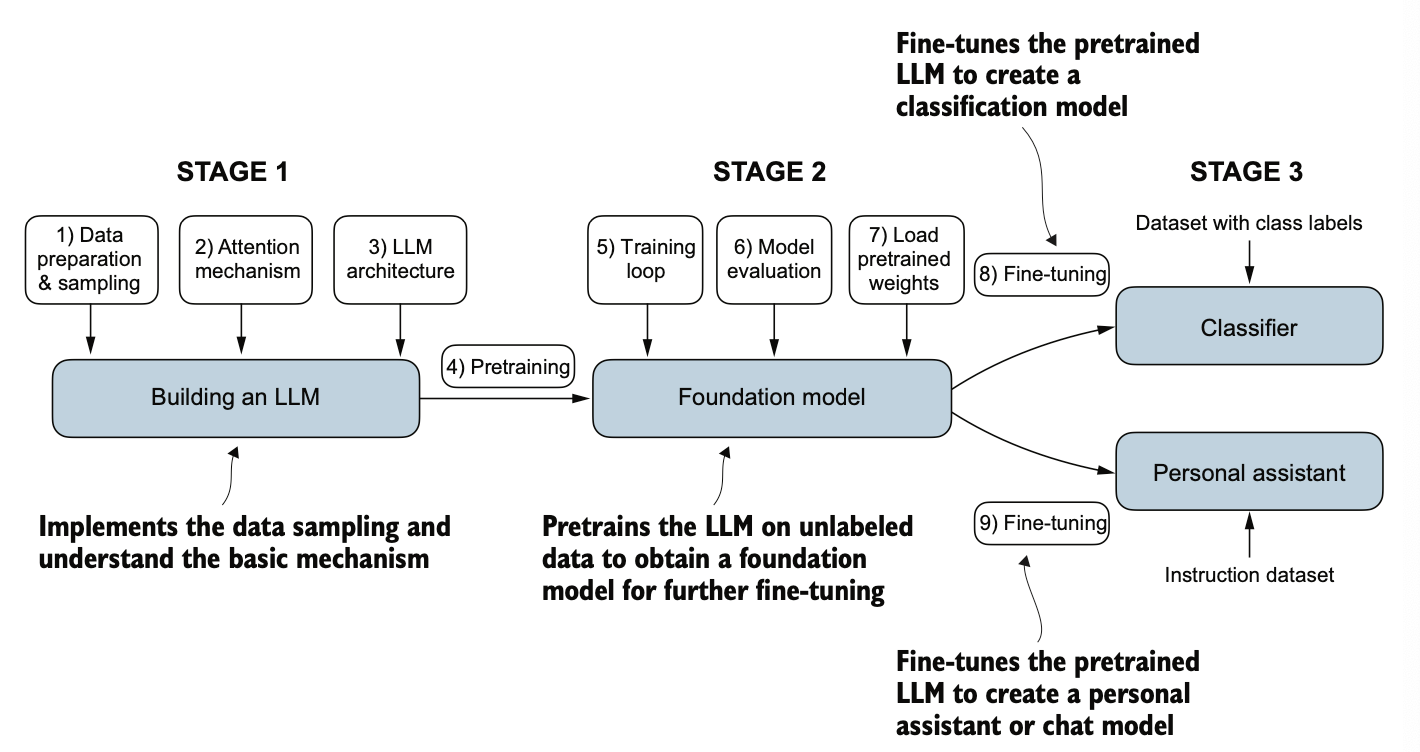 Fine-tunes the pretrained
LLM to create a
classification model
STAGE 1
STAGE 2
STAGE 3
1) Data
preparation
& sampling
2) Attention
mechanism
3) LLM
architecture
5) Training
loop
6) Model
evaluation
7) Load
pretrained
weights
8) Fine-tuning
Dataset with class labels
Classifier
4) Pretraining
Building an LLM
Foundation model
Personal assistant
Implements the data sampling and
understand the basic mechanism
Pretrains the LLM on unlabeled
data to obtain a foundation
model for further fine-tuning
9) Fine-tuning
Instruction dataset
Fine-tunes the pretrained
LLM to create a personal
assistant or chat model